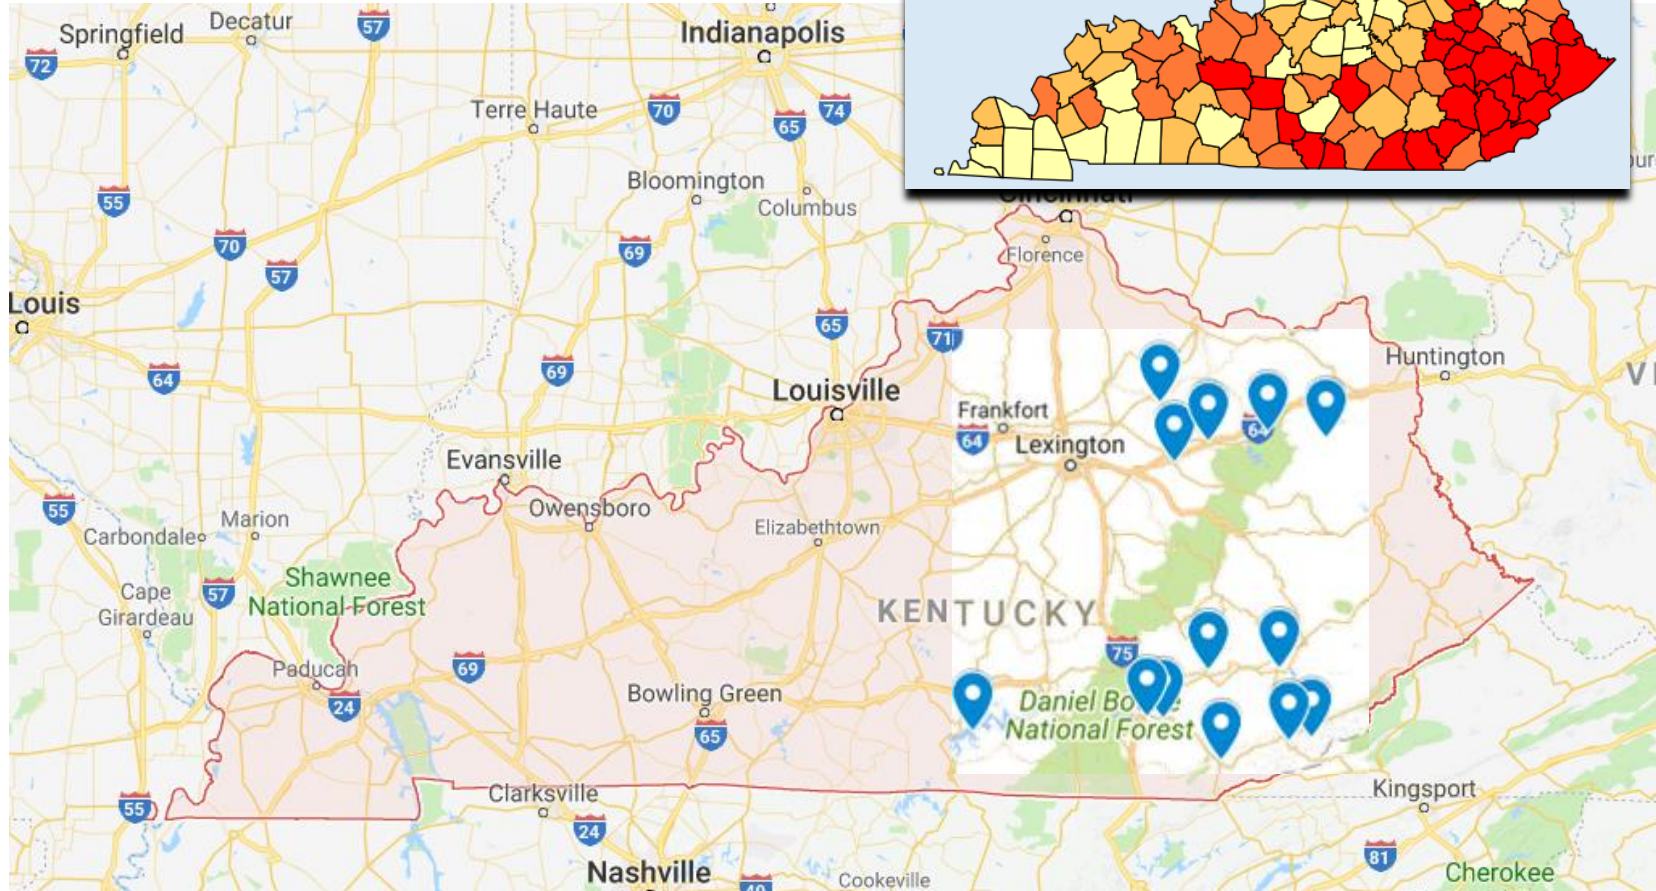 Springfield
Decatur
57
Indianapolis
72
Terre Haute
70
74
65
55
Bloomington
Columbus
Cincinnati
70
69
57
Florence
Louis
65
71
64
69
Louisville
Huntington
Frankfort
64
Lexington
64
Evansville
55
Owensboro
Marion
Carbondale
Elizabethtown
Shawnee
National Forest
57
Cape
Girardeau
KENTUCKY
75
Paducah
69
24
Bowling Green
Daniel Bo e
National Forest
65
55
Clarksville
Kingsport
24
81
Nashville
Cookeville
40
Cherokee